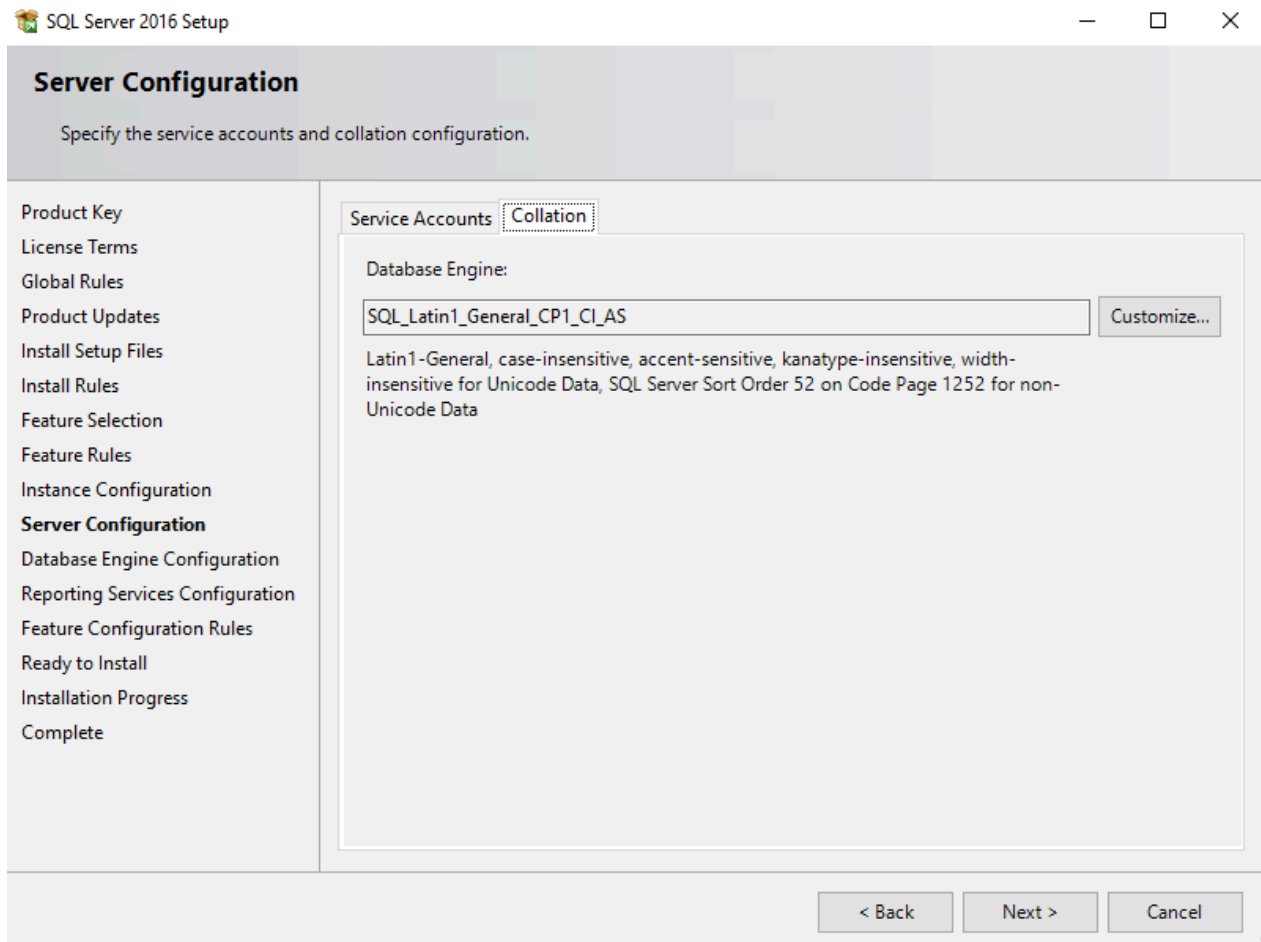 SQL Server 2016 Setup
Server Configuration
Specify the service accounts and collation configuration.
Product Key
License Terms
Global Rules
Product Updates
Install Setup Files
Install Rules
Feature Selection
Feature Rules
Instance Configuration
Server Configuration
Database Engine Configuration
Reporting Services Configuration
Feature Configuration Rules
Ready to Install
Installation Progress
Complete
Service Accounts Collation
Database Engine:
SQL_Latin1_General_CP1_CI_AS Customize...
Latin1-General, case-insensitive, accent-sensitive, kanatype-insensitive, width-
insensitive for Unicode Data, SQL Server Sort Order 52 on Code Page 1252 for non-
Unicode Data
< Back Next > Cancel